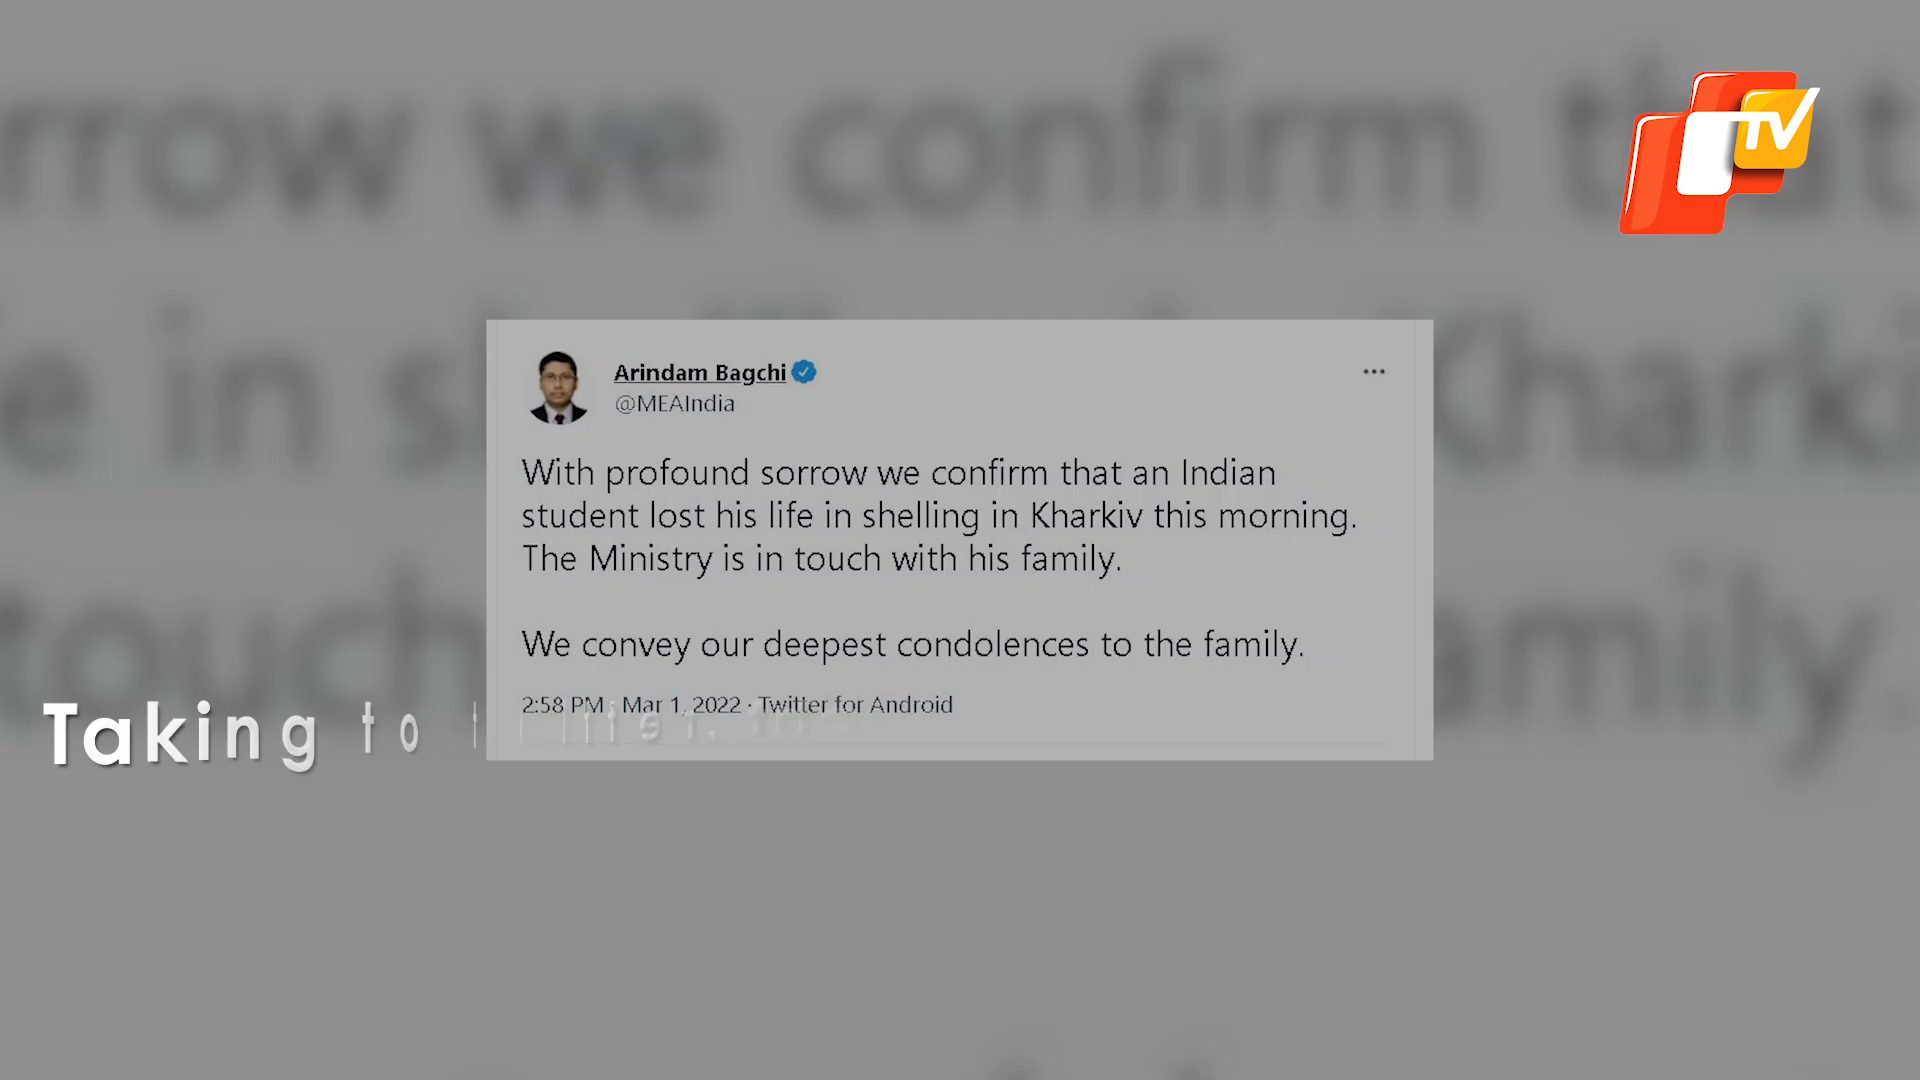 TV
Arindam Bagchi
@MEAIndia
With profound sorrow we confirm that an Indian
student lost his life in shelling in Kharkiv this morning.
The Ministry is in touch with his family.
We convey our deepest condolences to the family.
2:58 PM · Mar 1, 2022 · Twitter for Android
Taking to